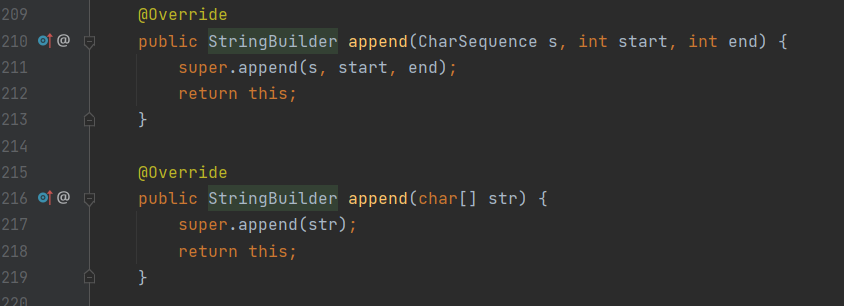 209 @Override
210 @ public StringBuilder append(CharSequence s, int start, int end) {
211 super.append(s, start, end);
212 return this;
213 }
214
215 @Override
216 @ public StringBuilder append(char[] str) {
217 super.append(str);
218 return this;
219 }
220